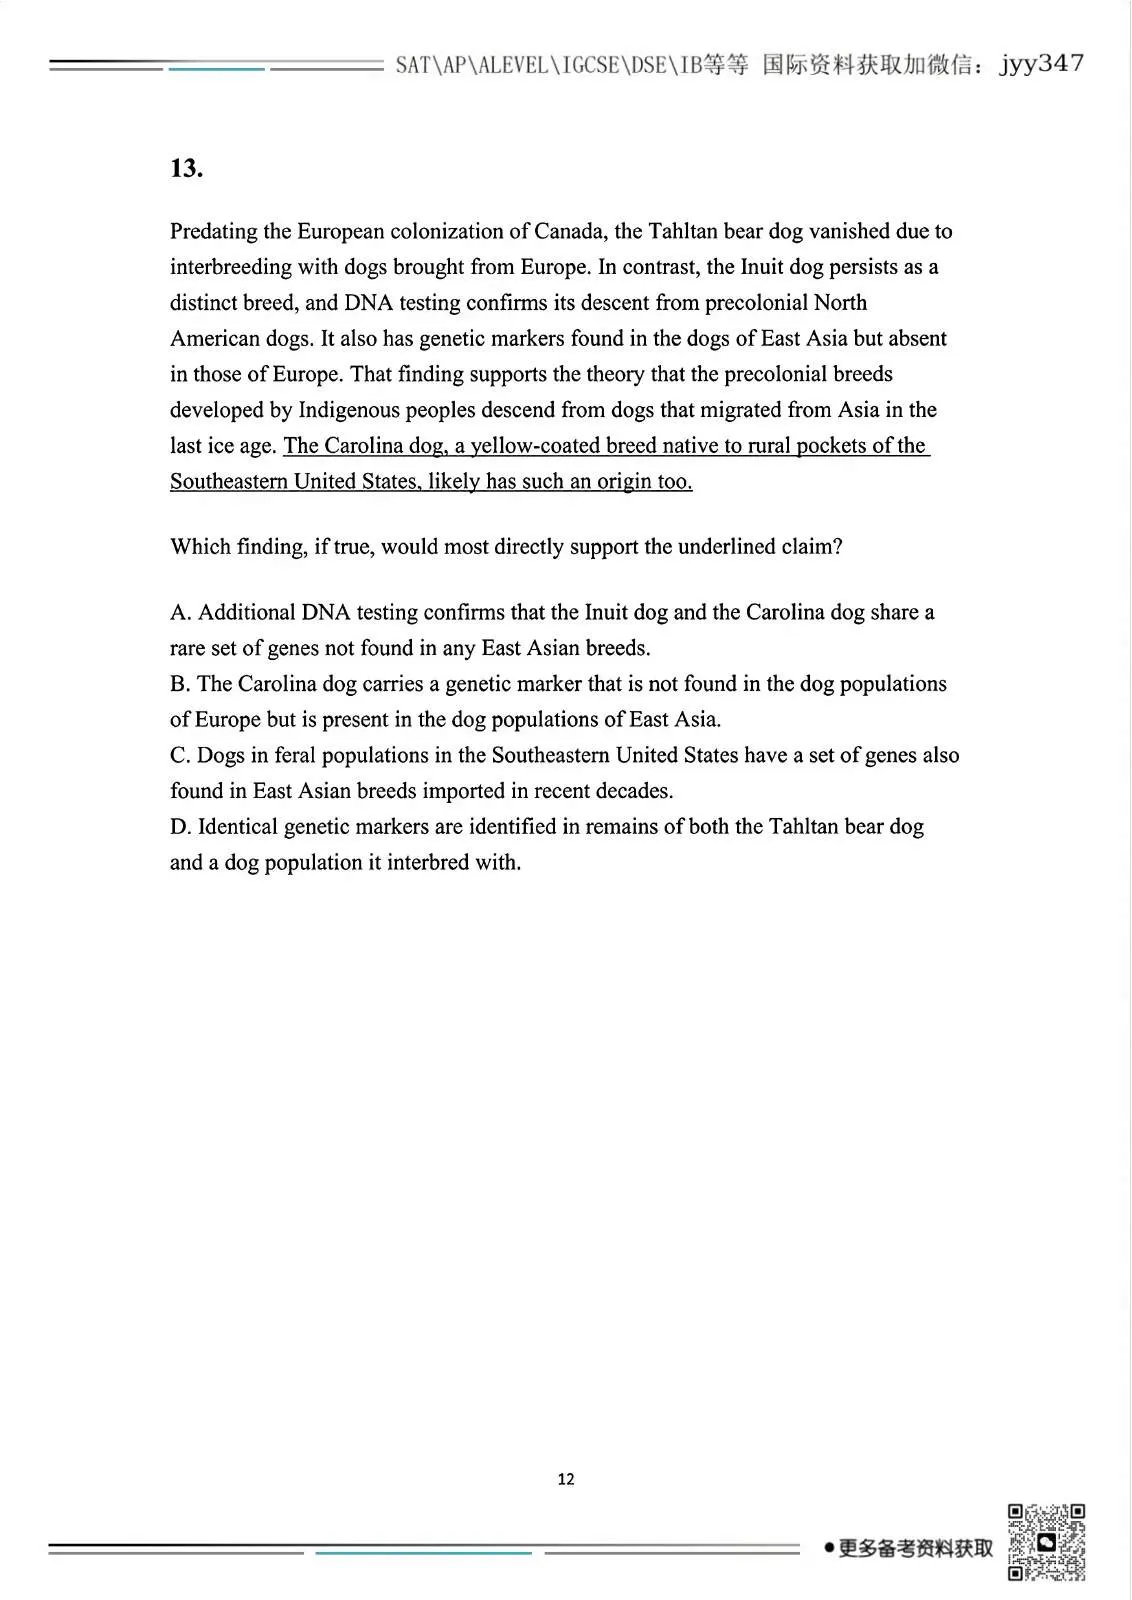 SAT\AP\ALEVEL\IGCSE\DSE\IB等等 国际资料获取加微信：jyy347
13.
Predating the European colonization of Canada, the Tahltan bear dog vanished due to
interbreeding with dogs brought from Europe. In contrast, the Inuit dog persists as a
distinct breed, and DNA testing confirms its descent from precolonial North
American dogs. It also has genetic markers found in the dogs of East Asia but absent
in those of Europe. That finding supports the theory that the precolonial breeds
developed by Indigenous peoples descend from dogs that migrated from Asia in the
last ice age. The Carolina dog, a yellow-coated breed native to rural pockets of the
Southeastern United States, likely has such an origin too.
Which finding, if true, would most directly support the underlined claim?
A. Additional DNA testing confirms that the Inuit dog and the Carolina dog share a
rare set of genes not found in any East Asian breeds.
B. The Carolina dog carries a genetic marker that is not found in the dog populations
of Europe but is present in the dog populations of East Asia.
C. Dogs in feral populations in the Southeastern United States have a set of genes also
found in East Asian breeds imported in recent decades.
D. Identical genetic markers are identified in remains of both the Tahltan bear dog
and a dog population it interbred with.
12
●更多备考资料获取